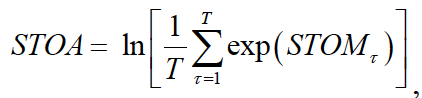 STOA = ln[ 1/T ∑_{τ=1}^{T} exp(STOM_τ) ],